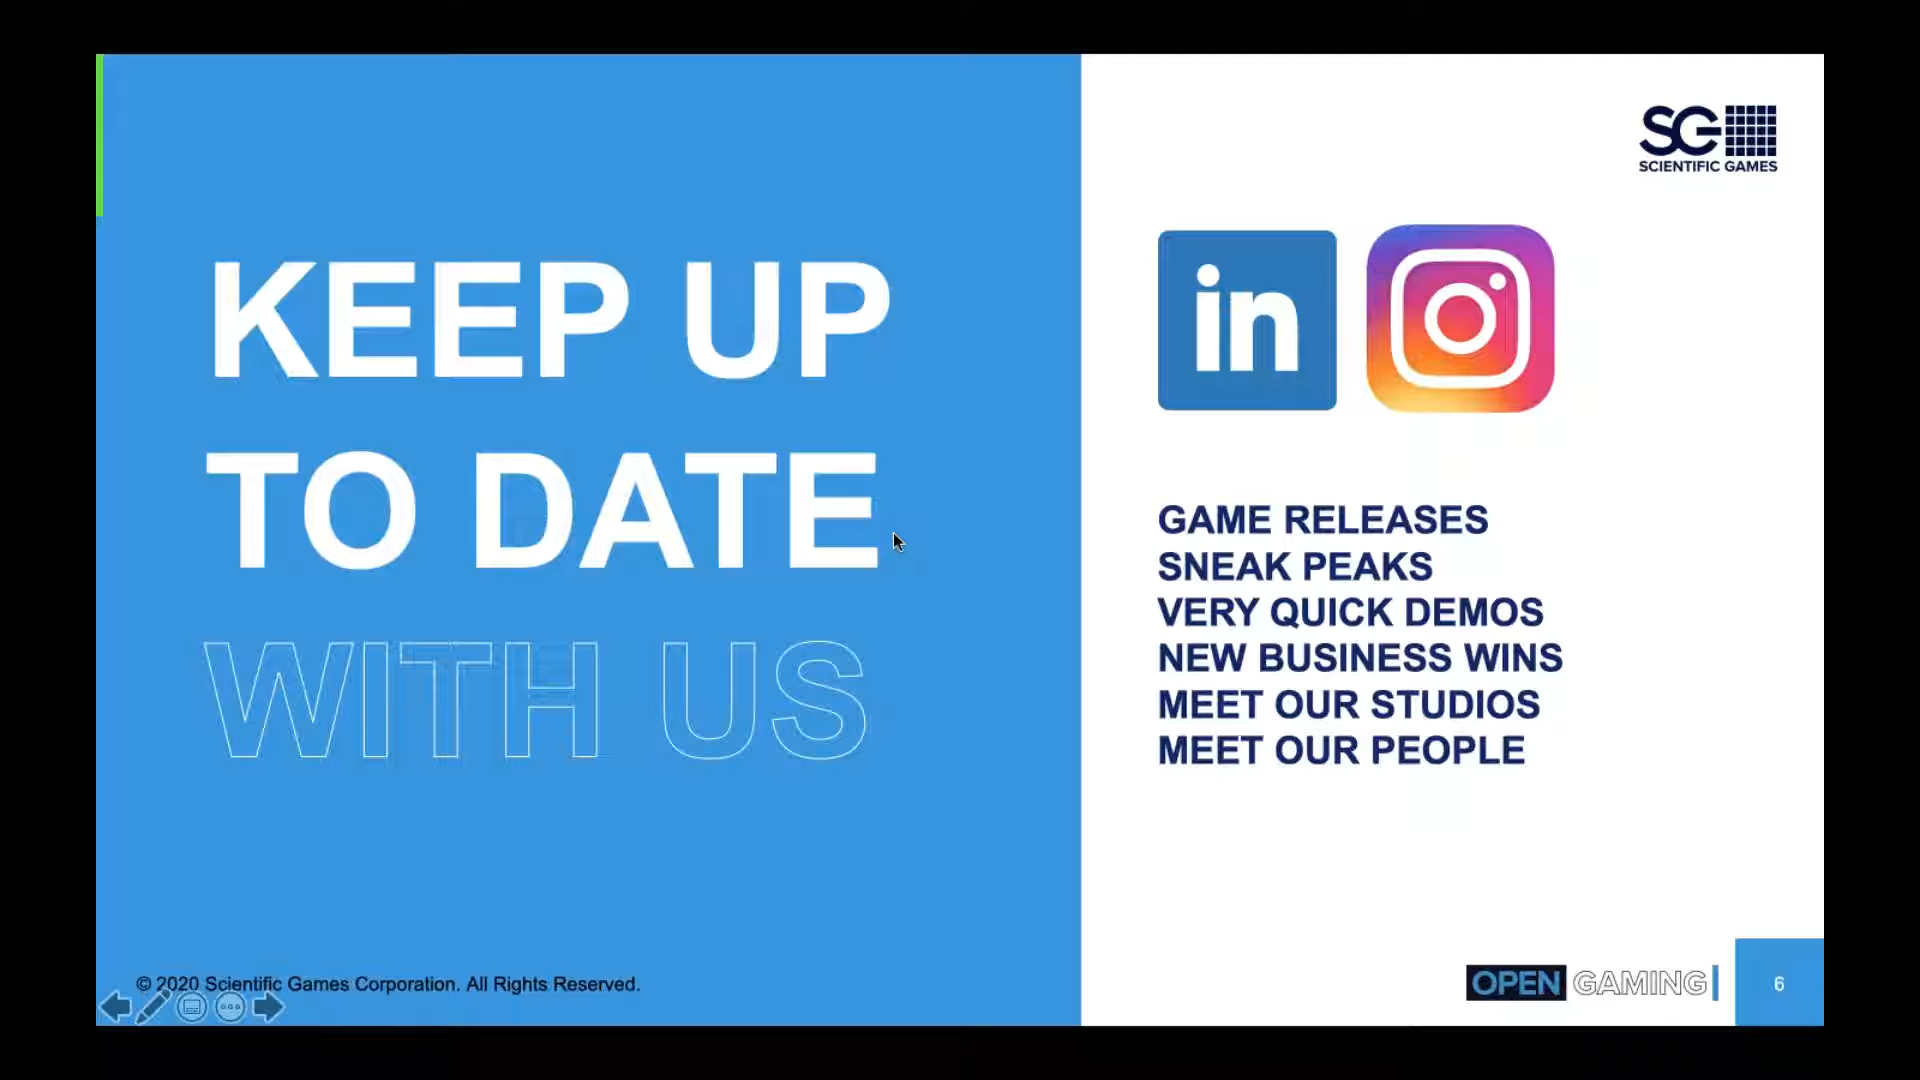 KEEP UP
TO DATE
WITH US
SG
SCIENTIFIC GAMES
in
GAME RELEASES
SNEAK PEAKS
VERY QUICK DEMOS
NEW BUSINESS WINS
MEET OUR STUDIOS
MEET OUR PEOPLE
© 2020 Scientific Games Corporation. All Rights Reserved.
OPEN GAMING
6